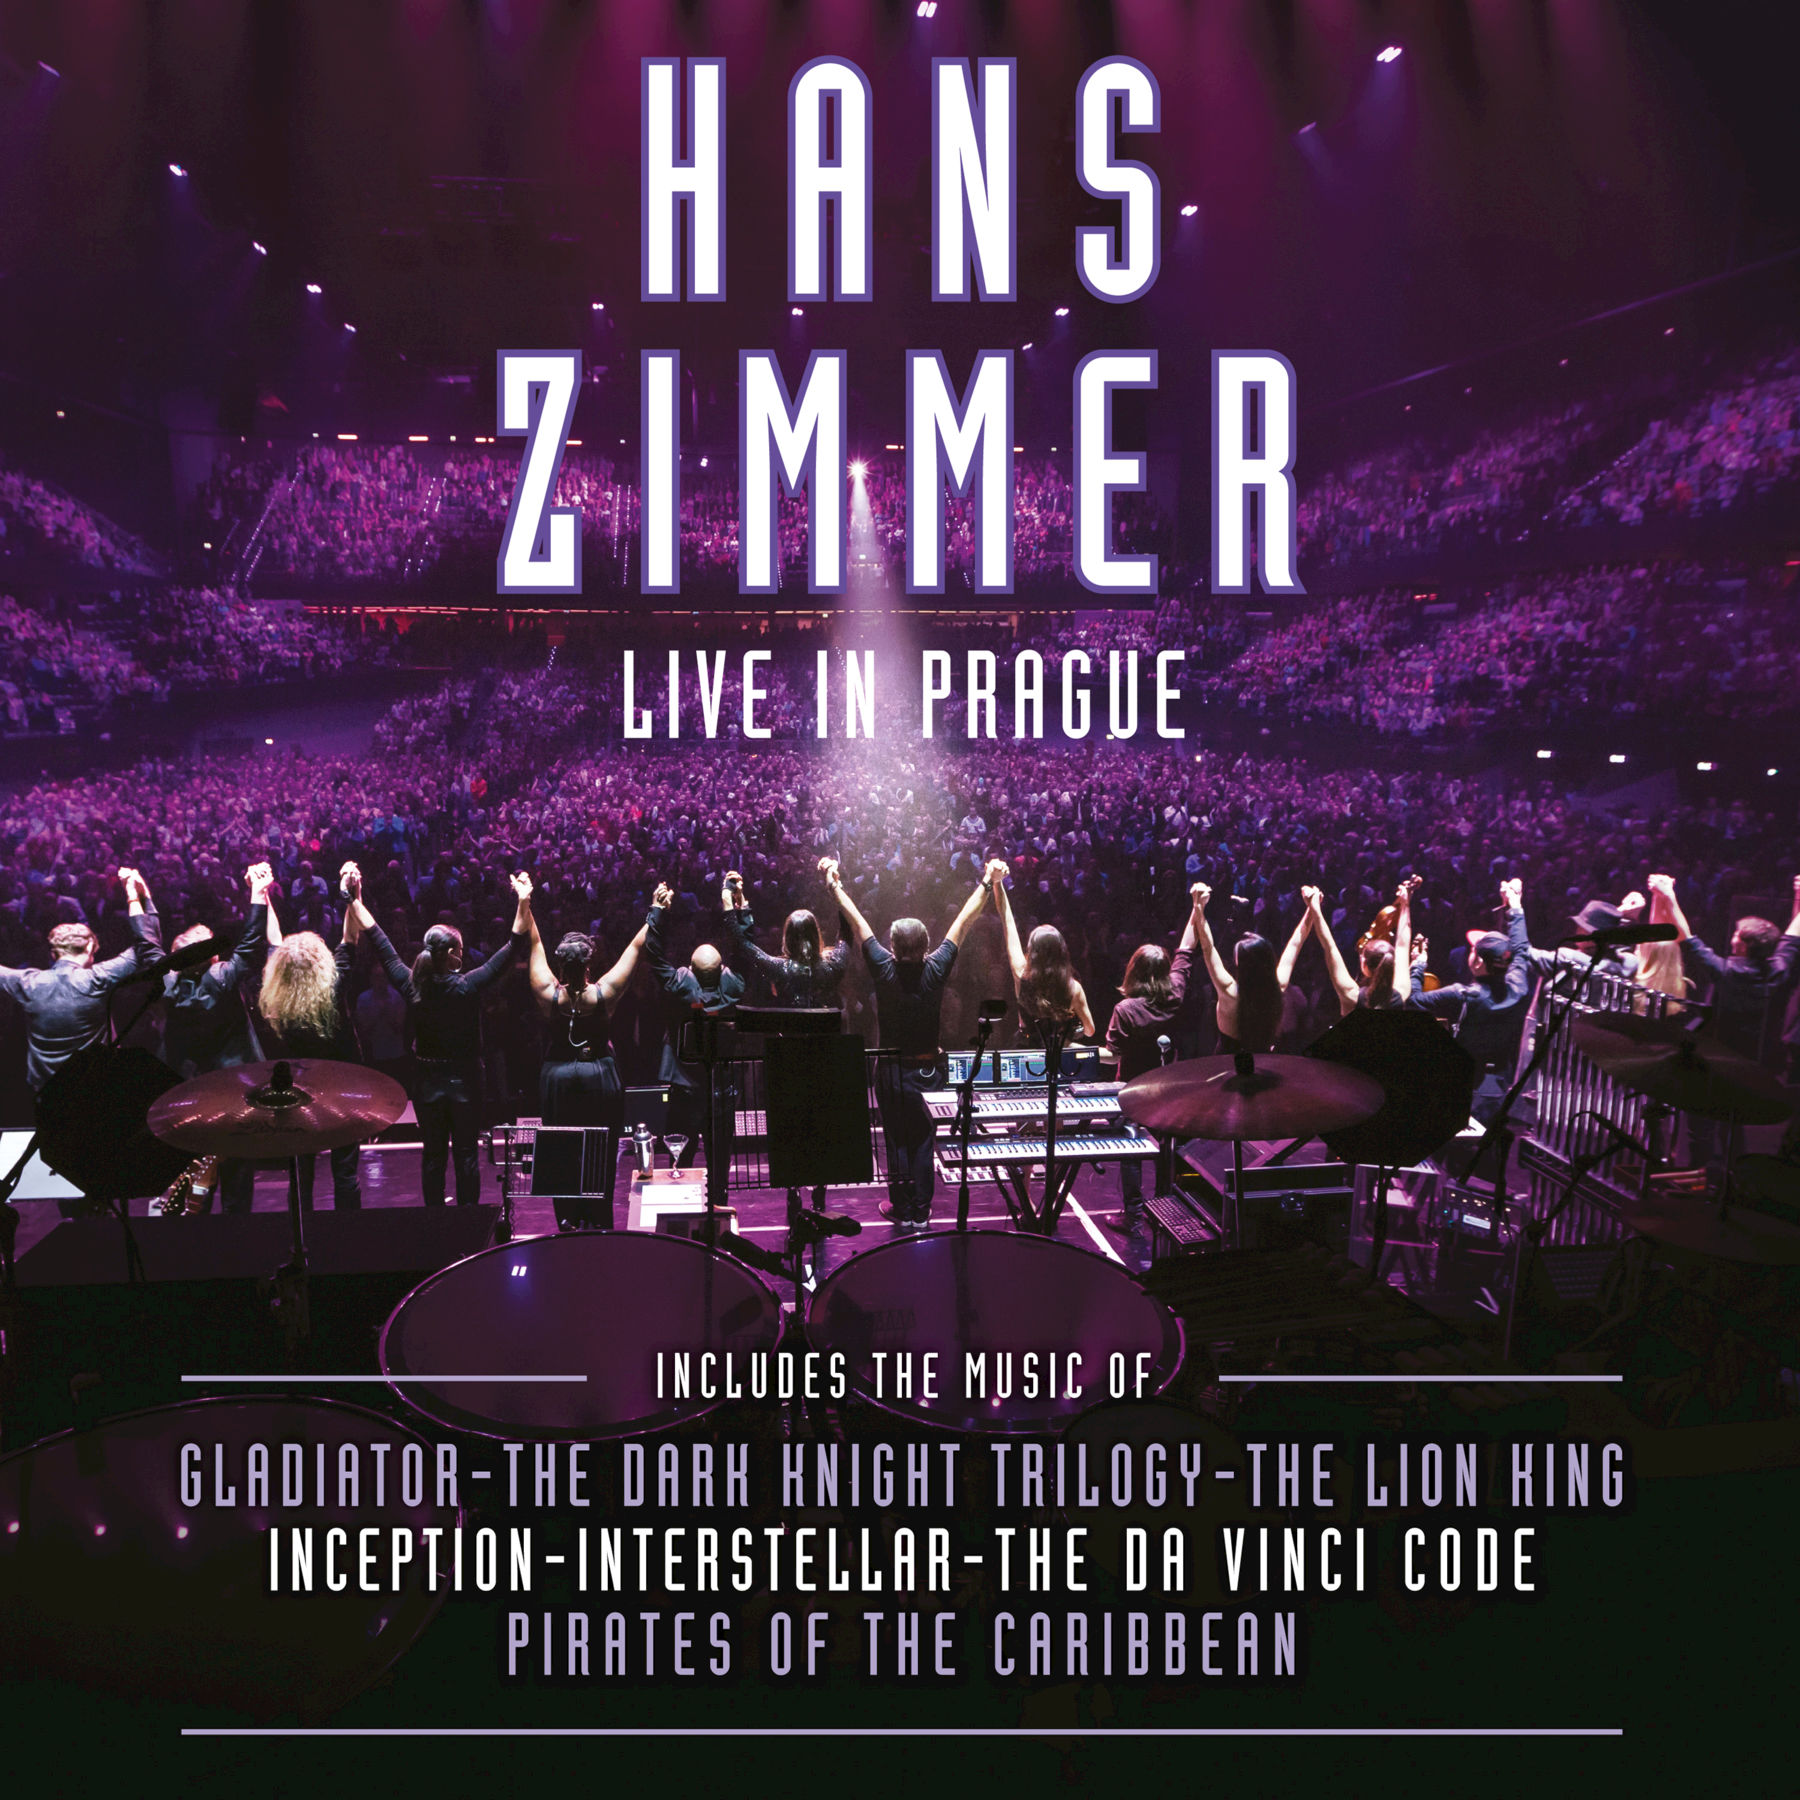 HANS
ZIMMER
LIVE IN PRAGUE
INCLUDES THE MUSIC OF
GLADIATOR-THE DARK KNIGHT TRILOGY-THE LION KING
INCEPTION-INTERSTELLAR-THE DA VINCI CODE
PIRATES OF THE CARIBBEAN